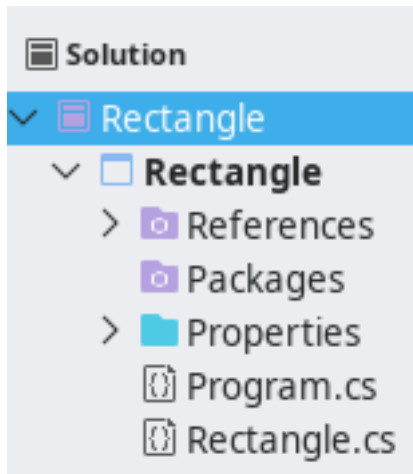 Solution
Rectangle
Rectangle
References
Packages
Properties
Program.cs
Rectangle.cs